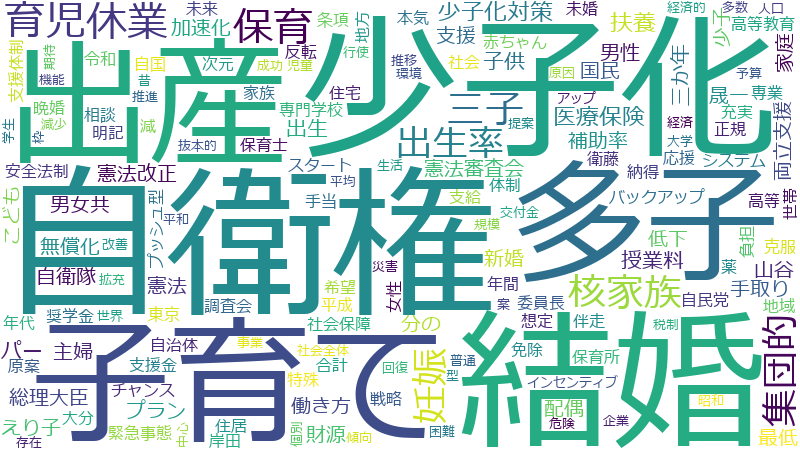 育児休業
未来
加速化
保育
条項
地方
行使
本気
少子化対策
支援
赤ちゃん
未婚
扶養
経済的
少子
多数
人口
高等教育
家庭
支援体制
期待
令和
自国
昔
機能
推進
出産
反転
次元
成功
児童
家族
推移
環境
少子化
社会
子供
原因
男性
国民
三か年
予算
晩婚
減少
相談
明記
減
専門学校
住宅
出生
三子
出生率
アップ
医療保険
提案
補助率
晟一
専業
充実
経済
正規
大学
両立支援
学生
枠
保育士
抜本的
安全法制
憲法改正
スタート
生活
憲法審査会
衛藤
納得
応援
システム
こども
男女共
プッシュ型
平和
手当
平均
支給
体制
交付金
バックアップ
高等
世帯
無償化
改善
自衛権
規模
多子
低下
負担
克服
自衛隊
拡充
憲法
災害
新婚
授業料
薬
山谷
奨学金
世界
東京
調査会
希望
平成
女性
年間
案
委員長
核家族
自民党
手取り
年代
パー
主婦
自治体
子育て
社会保障
事業
社会全体
分の
回復
妊娠
想定
伴走
免除
保育所
結婚
地域
税制
集団的
原案
支援金
チャンス
合計
特殊
普通
型
インセンティブ
総理大臣
大分
プラン
働き方
戦略
配偶
昭和
えり子
住居
中心
個別
財源
傾向
困難
危険
企業
最低
存在
緊急事態
岸田